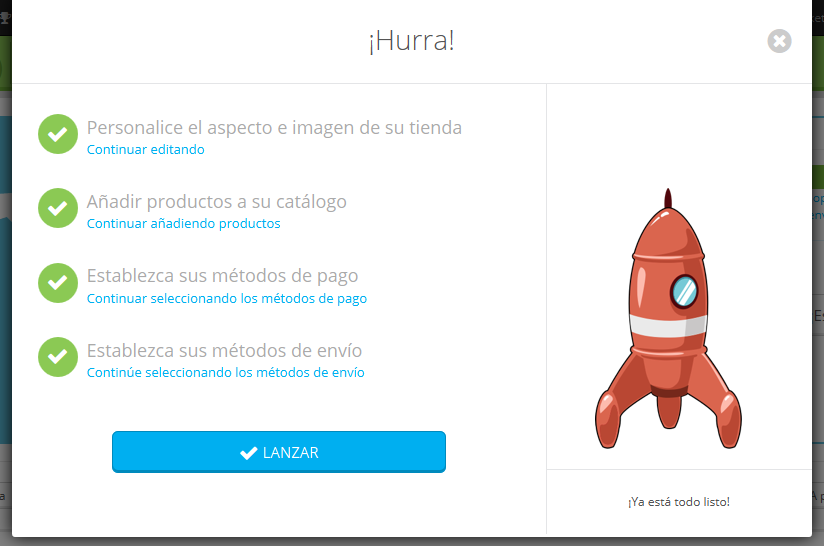 ¡Hurra!
Personalice el aspecto e imagen de su tienda
Continuar editando
Añadir productos a su catálogo
Continuar añadiendo productos
Establezca sus métodos de pago
Continuar seleccionando los métodos de pago
Establezca sus métodos de envío
Continúe seleccionando los métodos de envío
LANZAR
¡Ya está todo listo!